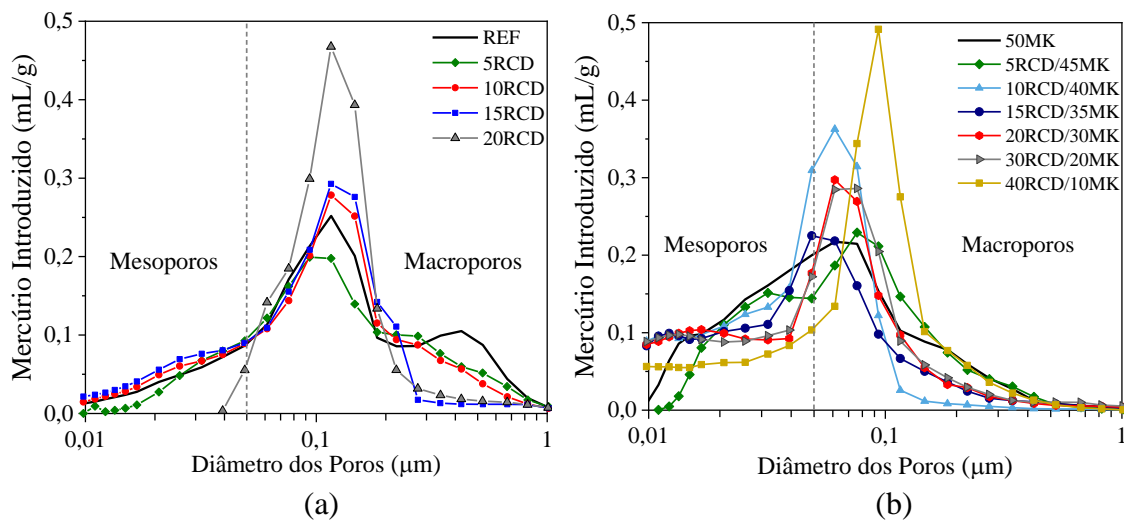 0,5
0,4
0,3
0,2
0,1
0,0
Mercúrio Introduzido (mL/g)
REF
5RCD
10RCD
15RCD
20RCD
Mesoporos
Macroporos
0,01
0,1
1
Diâmetro dos Poros (μm)
(a)
0,5
0,4
0,3
0,2
0,1
0,0
Mercúrio Introduzido (mL/g)
50MK
5RCD/45MK
10RCD/40MK
15RCD/35MK
20RCD/30MK
30RCD/20MK
40RCD/10MK
Mesoporos
Macroporos
0,01
0,1
1
Diâmetro dos Poros (μm)
(b)